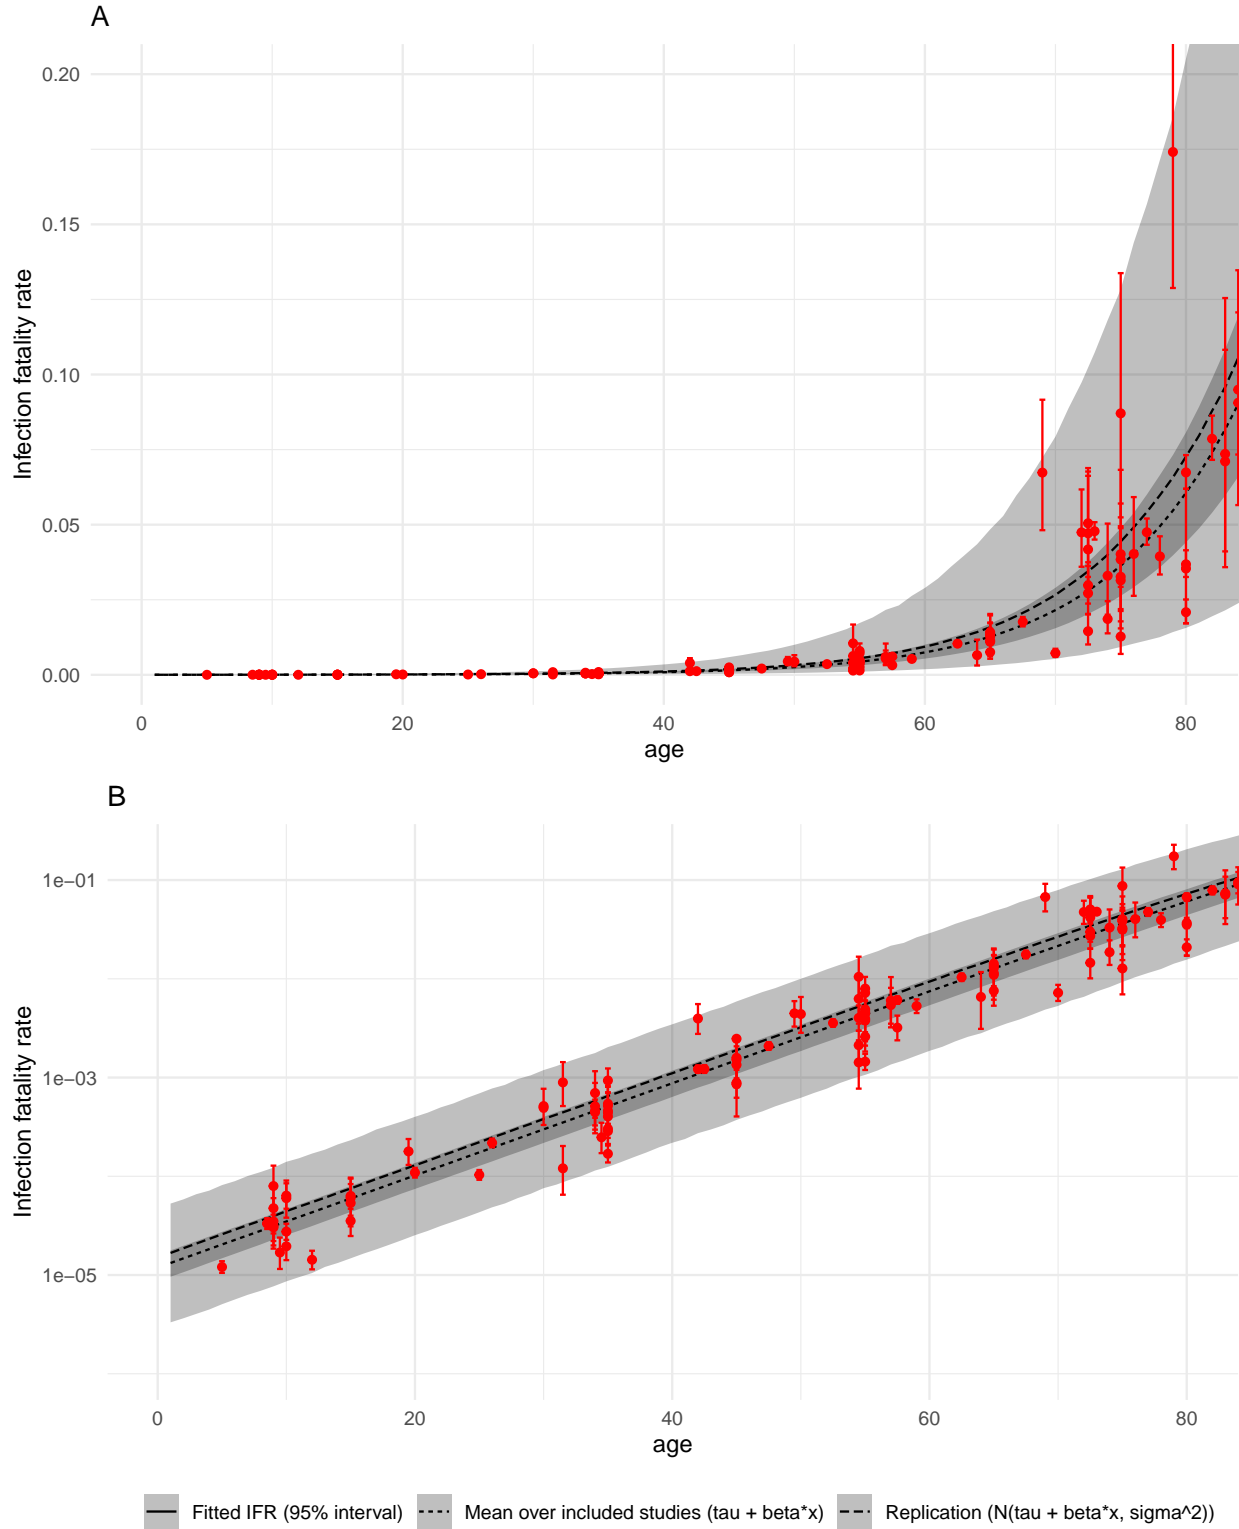 A
0.20
0.15
0.10
0.05
0.00
Infection fatality rate
0 20 40 60 80
age
B
1e−01
1e−03
1e−05
Infection fatality rate
0 20 40 60 80
age
Fitted IFR (95% interval) Mean over included studies (tau + beta*x) Replication (N(tau + beta*x, sigma^2))